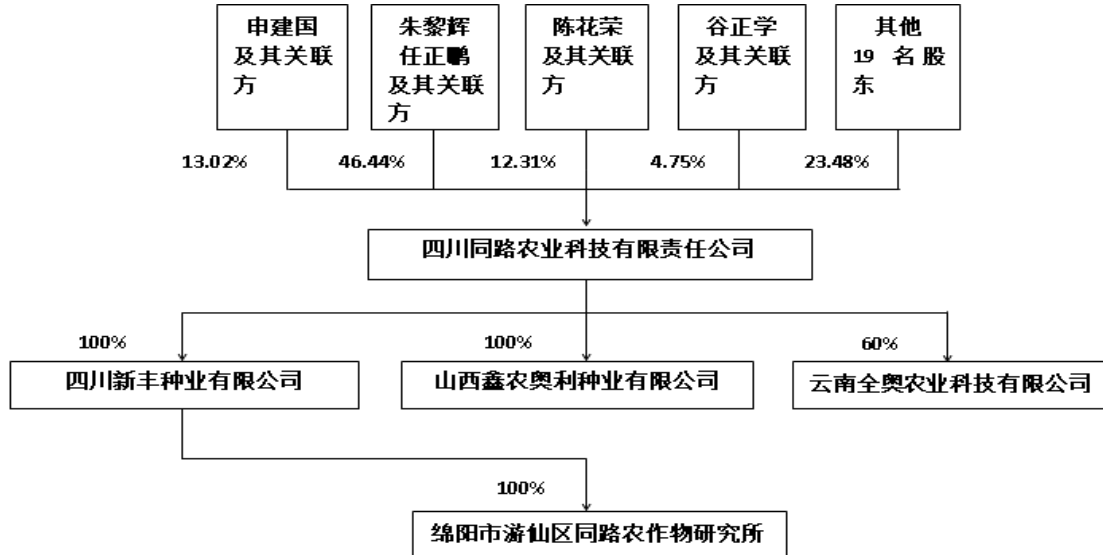 申建国
及其关联
方
朱黎辉
任正鹏
及其关联
方
陈花荣
及其关联
方
谷正学
及其关联
方
其他
19 名股
东
13.02%
46.44%
12.31%
4.75%
23.48%
四川同路农业科技有限责任公司
100%
100%
60%
四川新丰种业有限公司
山西鑫农奥利种业有限公司
云南全奥农业科技有限公司
100%
绵阳市游仙区同路农作物研究所